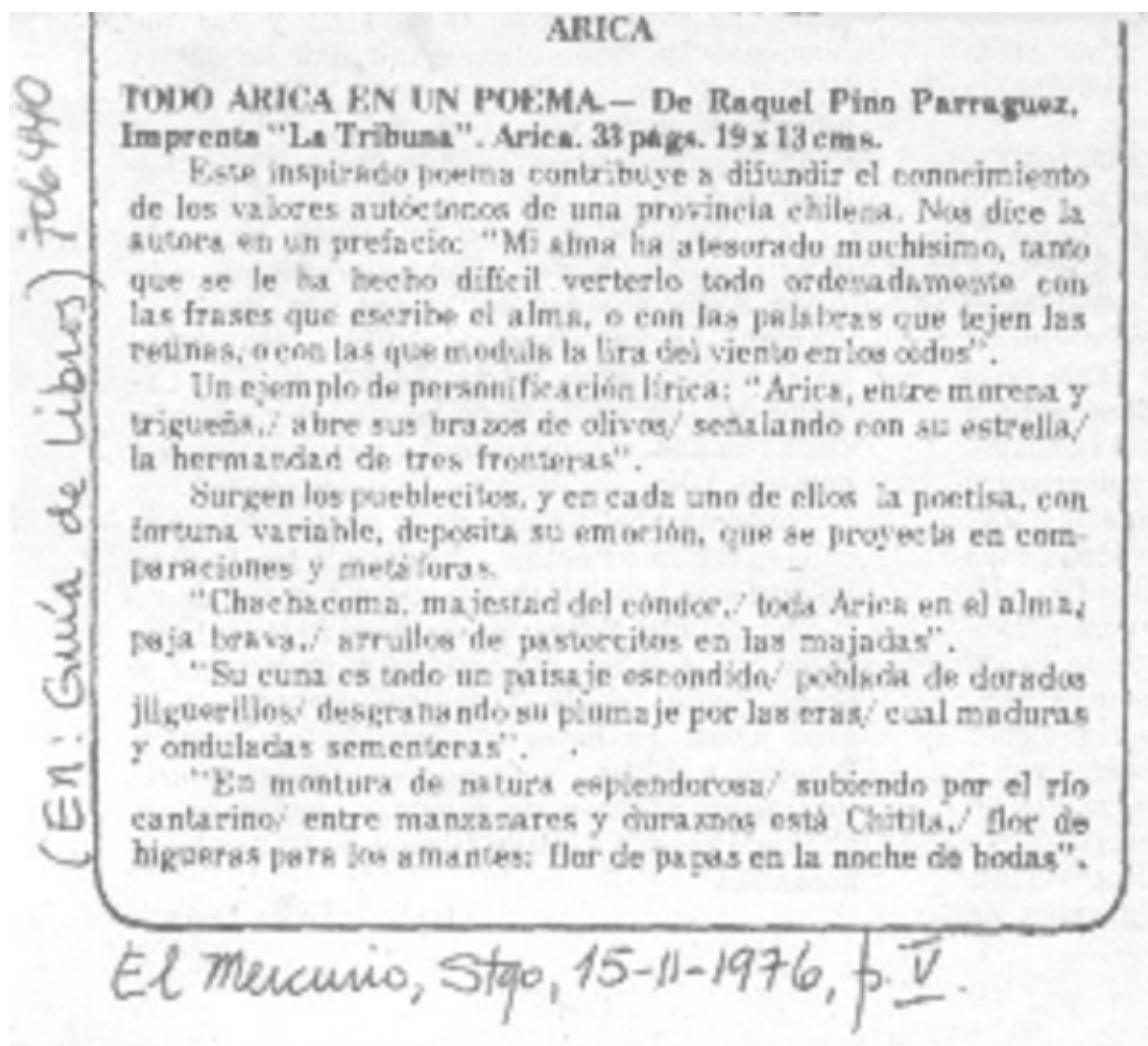 ARICA
TODO ARICA EN UN POEMA.— De Raquel Pino Parraguez,
Imprenta "La Tribuna". Arica. 33 págs. 19 x 13 cms.
Este inspirado poema contribuye a difundir el conocimiento
de los valores autóctonos de una provincia chilena. Nos dice la
autora en un prefacio: "Mi alma ha atesorado muchísimo, tanto
que se le ha hecho difícil verterlo todo ordenadamente con
las frases que escribe el alma, o con las palabras que tejen las
retinas, o con las que modula la lira del viento en los oídos".
Un ejemplo de personificación lírica: "Arica, entre morena y
trigueña,/ abre sus brazos de olivos/ señalando con su estrella/
la hermandad de tres fronteras".
Surgen los pueblecitos, y en cada uno de ellos la poetisa, con
fortuna variable, deposita su emoción, que se proyecta en com-
paraciones y metáforas.
"Chachacoma, majestad del cóndor,/ toda Arica en el alma,
paja brava,/ arrullos de pastorcitos en las majadas".
"Su cuna es todo un paisaje escondido/ poblada de dorados
jilguerillos/ desgranando su plumaje por las eras/ cual maduras
y onduladas sementeras".
"En montura de natura esplendorosa/ subiendo por el río
cantarino/ entre manzanares y duraznos está Chitita,/ flor de
higueras para los amantes; flor de papas en la noche de bodas".
(En: Guía de Libros) 706440
El Mercurio, Stgo, 15-11-1976, p. V.